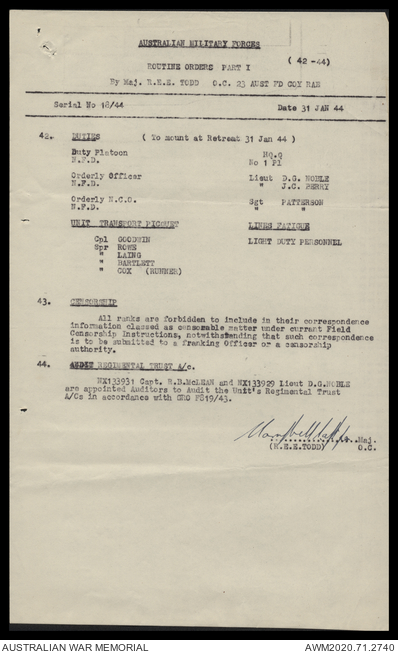 AUSTRALIAN MILITARY FORCES
( 42 -44)
ROUTINE ORDERS PART I
By Maj. R.E.E. TODD O.C. 23 AUST FD COY RAE
Serial No 18/44 Date 31 JAN 44
42. DUTIES ( To mount at Retreat 31 Jan 44 )
Duty Platoon HQ.Q
N.F.D. No 1 Pl
Orderly Officer Lieut D.G. NOBLE
N.F.D. " J.C. BERRY
Orderly N.C.O. Sgt PATTERSON
N.F.D. " "
UNIT TRANSPORT PICQUET LINES FATIGUE
Cpl GOODWIN LIGHT DUTY PERSONNEL
Spr ROWE
" LAING
" BARTLETT
" COX (RUNNER)
43. CENSORSHIP
All ranks are forbidden to include in their correspondence
information classed as censorable matter under currant Field
Censorship Instructions, notwithstanding that such correspondence
is to be submitted to a franking Officer or a censorship
authority.
44. AUDIT REGIMENTAL TRUST A/c.
NX133931 Capt. R.B.McLEAN and NX133929 Lieut D.G.NOBLE
are appointed Auditors to Audit the Unit's Regimental Trust
A/Cs in accordance with GRO F819/43.
Maj.
(R.E.E.TODD) O.C.
AUSTRALIAN WAR MEMORIAL AWM2020.71.2740